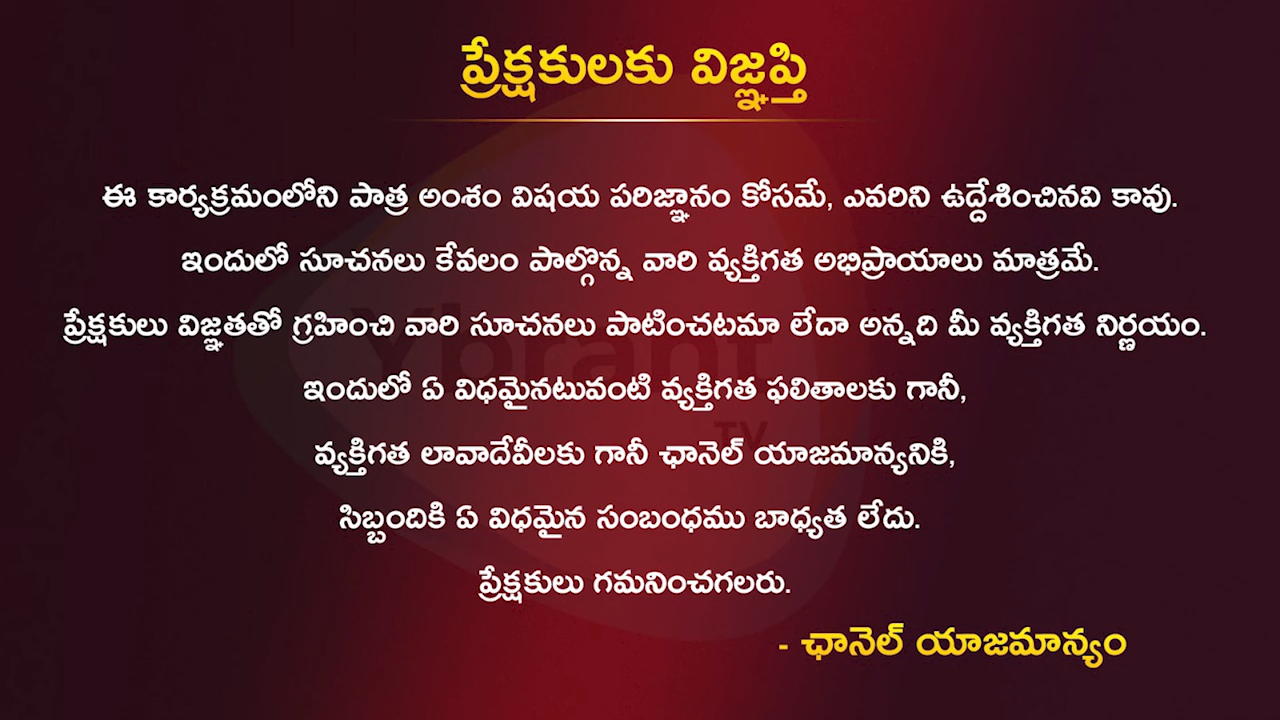 ప్రేక్షకులకు విజ్ఞప్తి
ఈ కార్యక్రమంలోని పాత్ర అంశం విషయ పరిజ్ఞానం కోసమే, ఎవరిని ఉద్దేశించినవి కావు.
ఇందులో సూచనలు కేవలం పాల్గొన్న వారి వ్యక్తిగత అభిప్రాయాలు మాత్రమే.
ప్రేక్షకులు విజ్ఞతతో గ్రహించి వారి సూచనలు పాటించటమా లేదా అన్నది మీ వ్యక్తిగత నిర్ణయం.
ఇందులో ఏ విధమైనటువంటి వ్యక్తిగత ఫలితాలకు గానీ,
వ్యక్తిగత లావాదేవీలకు గానీ ఛానెల్ యాజమాన్యనికి,
సిబ్బందికి ఏ విధమైన సంబంధము బాధ్యత లేదు.
ప్రేక్షకులు గమనించగలరు.
- ఛానెల్ యాజమాన్యం
Vbrant
TV